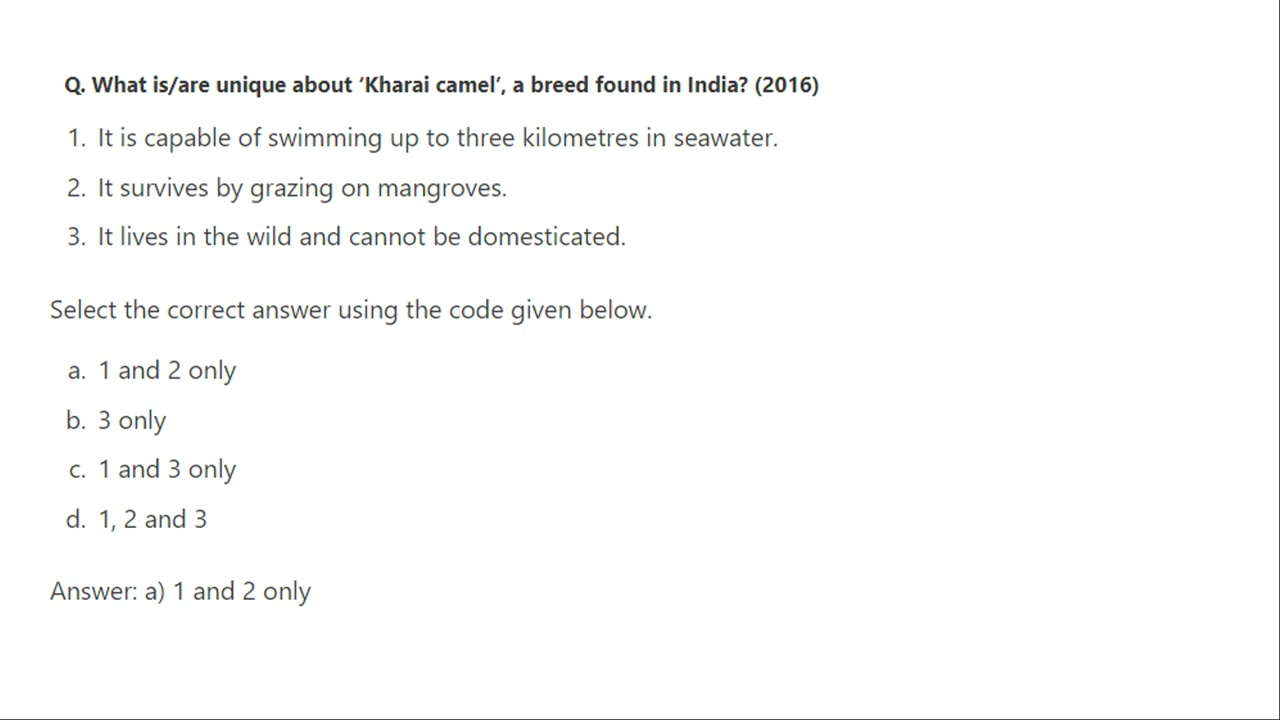 Q. What is/are unique about ‘Kharai camel’, a breed found in India? (2016)
1. It is capable of swimming up to three kilometres in seawater.
2. It survives by grazing on mangroves.
3. It lives in the wild and cannot be domesticated.
Select the correct answer using the code given below.
a. 1 and 2 only
b. 3 only
c. 1 and 3 only
d. 1, 2 and 3
Answer: a) 1 and 2 only